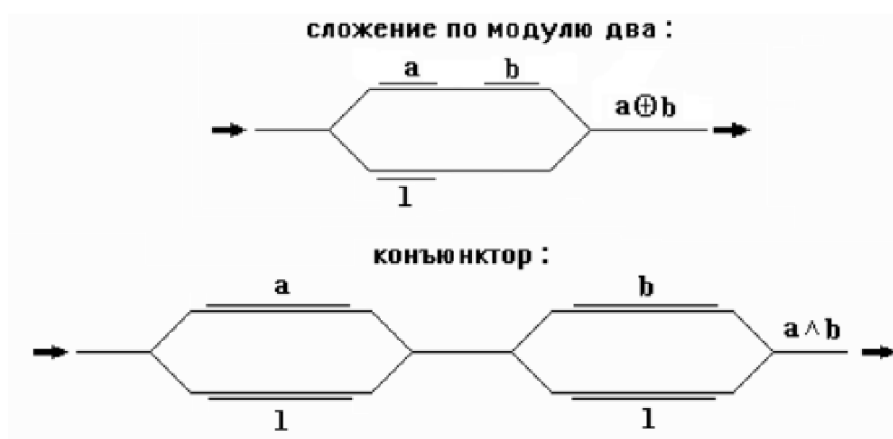 сложение по модулю два :
a b
a⊕b
1
конъюнктор :
a b
a∧b
1 1